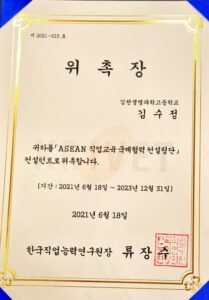 제 2021-015 호
위 촉 장
김천생명과학고등학교
김 수 정
귀하를「ASEAN 직업교육 국제협력 컨설팅단」
컨설턴트로 위촉합니다.
(기간 : 2021년 6월 18일 ~ 2023년 12월 31일)
2021년 6월 18일
한국직업능력연구원장 류 장 수